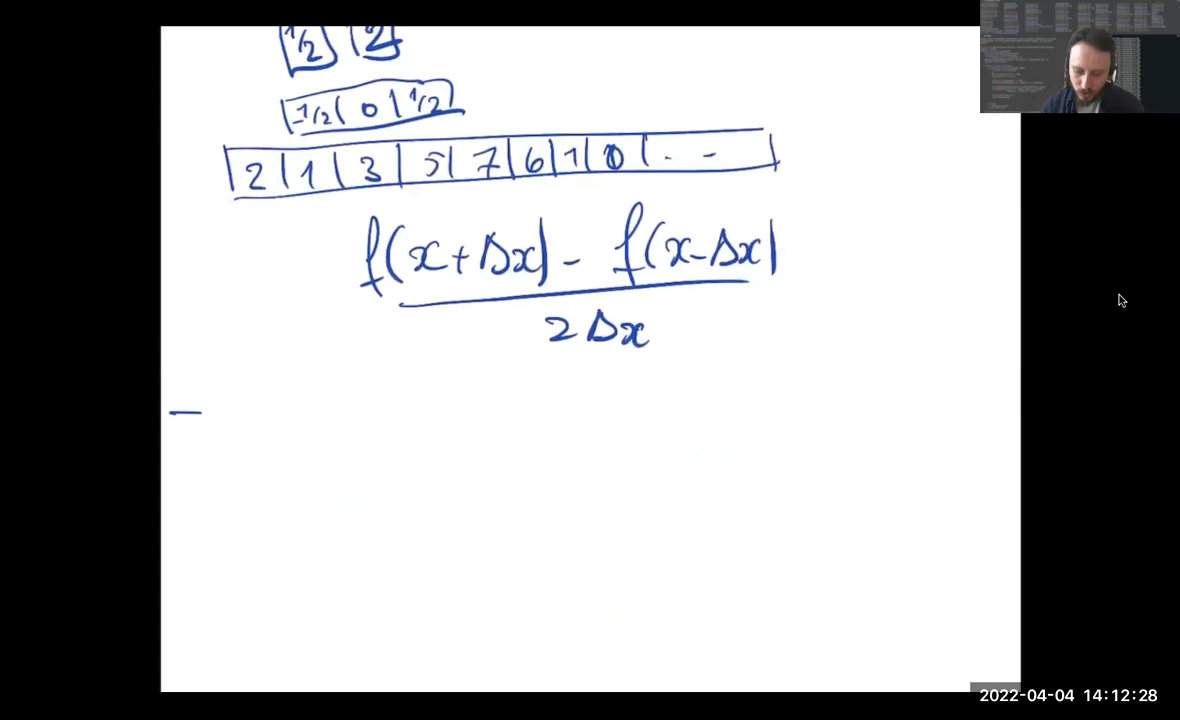 1/2 2
-1/2 0 1/2
2 1 3 5 7 6 1 0 . -
f(x+Δx) - f(x-Δx)
2Δx
-
2022-04-04 14:12:28